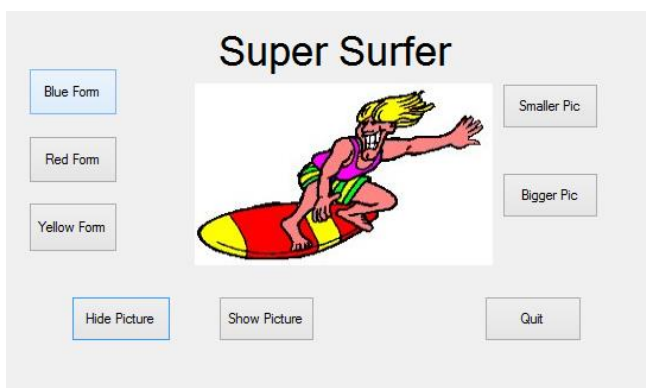 Super Surfer
Blue Form
Smaller Pic
Red Form
Bigger Pic
Yellow Form
Hide Picture
Show Picture
Quit